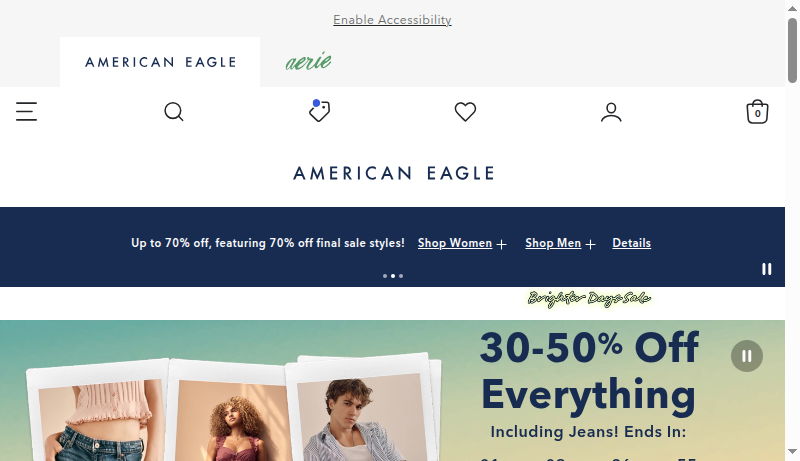 Enable Accessibility
AMERICAN EAGLE
aerie
0
AMERICAN EAGLE
Up to 70% off, featuring 70% off final sale styles! Shop Women Shop Men Details
Brighter Days Sale
30-50% Off
Everything
Including Jeans! Ends In: